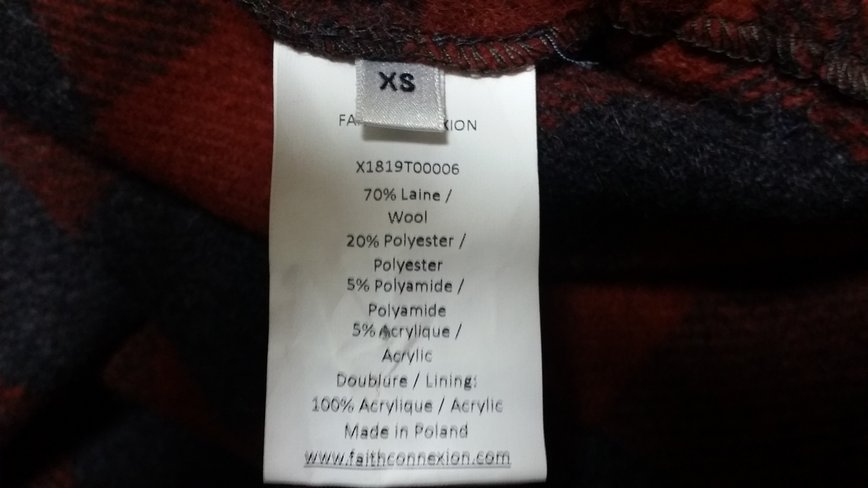 XS
X1819T00006
70% Laine /
Wool
20% Polyester /
Polyester
5% Polyamide /
Polyamide
5% Acrylique /
Acrylic
Doublure / Lining:
100% Acrylique / Acrylic
Made in Poland
www.faithconnexion.com